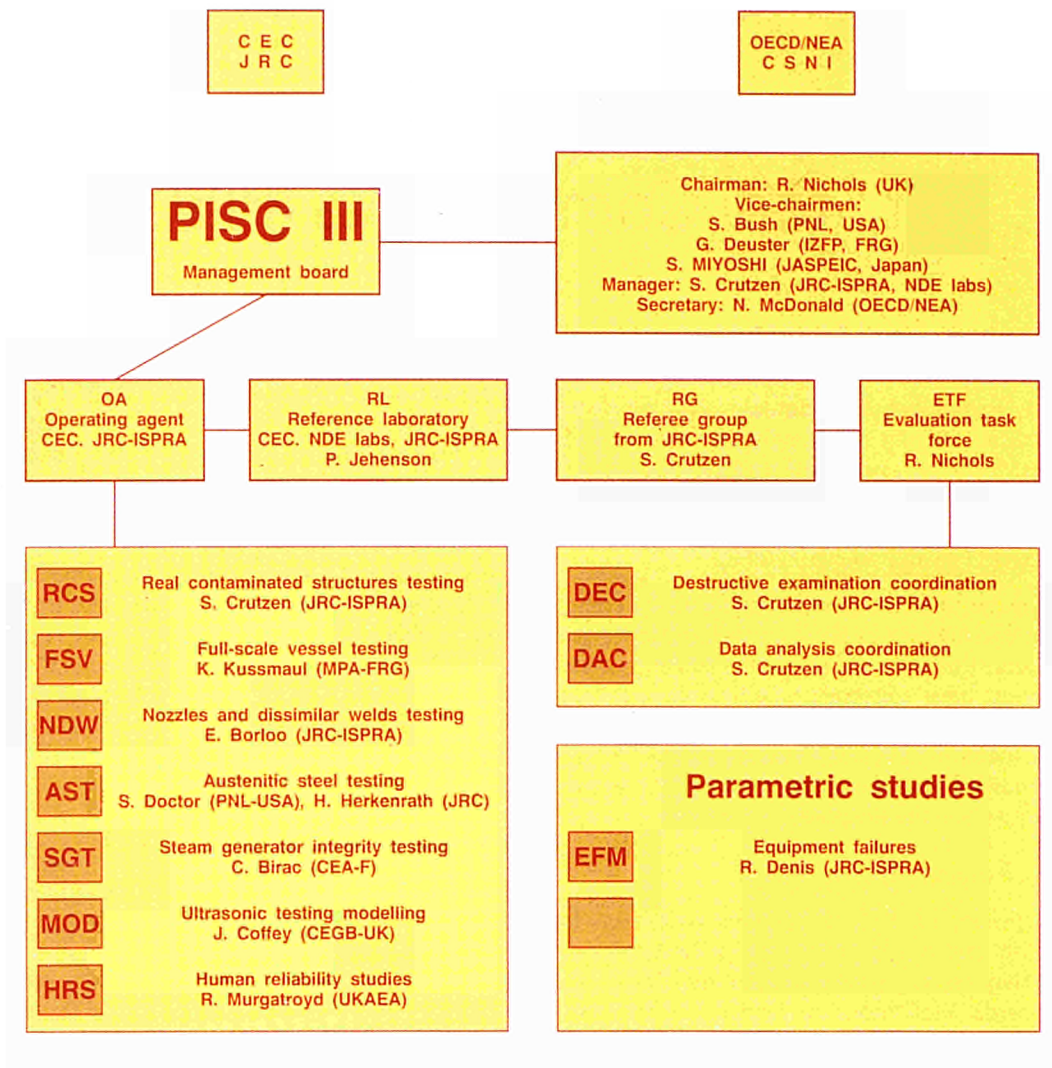 C E C
J R C
OECD/NEA
C S N I
PISC III
Management board
Chairman: R. Nichols (UK)
Vice-chairmen:
S. Bush (PNL, USA)
G. Deuster (IZFP, FRG)
S. MIYOSHI (JASPEIC, Japan)
Manager: S. Crutzen (JRC-ISPRA, NDE labs)
Secretary: N. McDonald (OECD/NEA)
OA
Operating agent
CEC. JRC-ISPRA
RL
Reference laboratory
CEC. NDE labs, JRC-ISPRA
P. Jehenson
RG
Referee group
from JRC-ISPRA
S. Crutzen
ETF
Evaluation task
force
R. Nichols
RCS
Real contaminated structures testing
S. Crutzen (JRC-ISPRA)
FSV
Full-scale vessel testing
K. Kussmaul (MPA-FRG)
NDW
Nozzles and dissimilar welds testing
E. Borloo (JRC-ISPRA)
AST
Austenitic steel testing
S. Doctor (PNL-USA), H. Herkenrath (JRC)
SGT
Steam generator integrity testing
C. Birac (CEA-F)
MOD
Ultrasonic testing modelling
J. Coffey (CEGB-UK)
HRS
Human reliability studies
R. Murgatroyd (UKAEA)
DEC
Destructive examination coordination
S. Crutzen (JRC-ISPRA)
DAC
Data analysis coordination
S. Crutzen (JRC-ISPRA)
Parametric studies
EFM
Equipment failures
R. Denis (JRC-ISPRA)